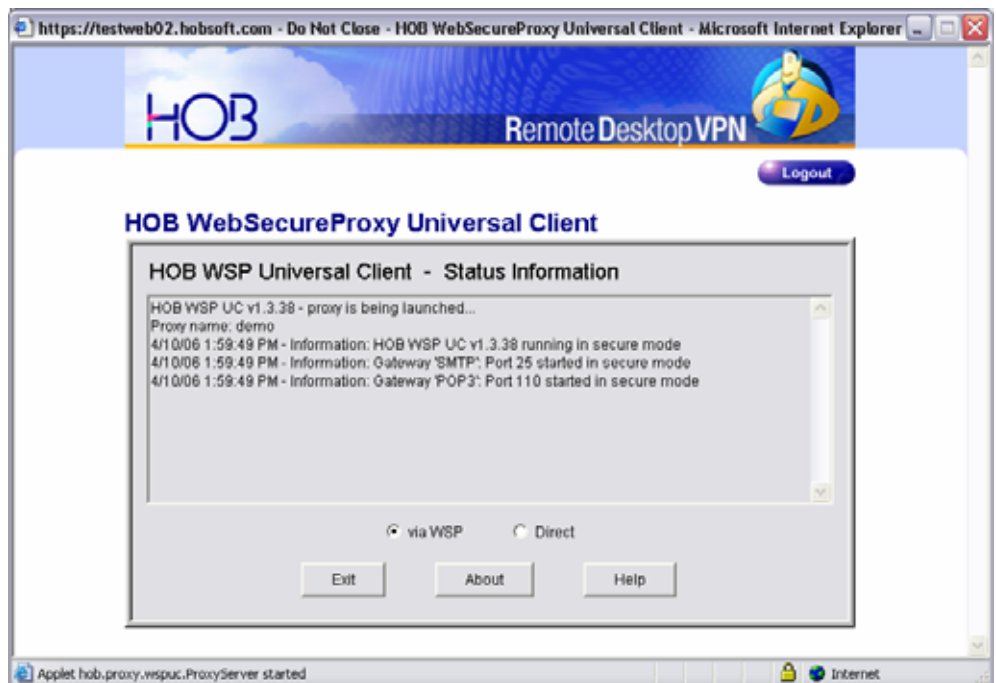 https://testweb02.hobsoft.com - Do Not Close - HOB WebSecureProxy Universal Client - Microsoft Internet Explorer
HOB
Remote Desktop VPN
Logout
HOB WebSecureProxy Universal Client
HOB WSP Universal Client - Status Information
HOB WSP UC v1.3.38 - proxy is being launched...
Proxy name: demo
4/10/06 1:59:49 PM - Information: HOB WSP UC v1.3.38 running in secure mode
4/10/06 1:59:49 PM - Information: Gateway 'SMTP': Port 25 started in secure mode
4/10/06 1:59:49 PM - Information: Gateway 'POP3': Port 110 started in secure mode
via WSP Direct
Exit About Help
Applet hob.proxy.wspuc.ProxyServer started Internet